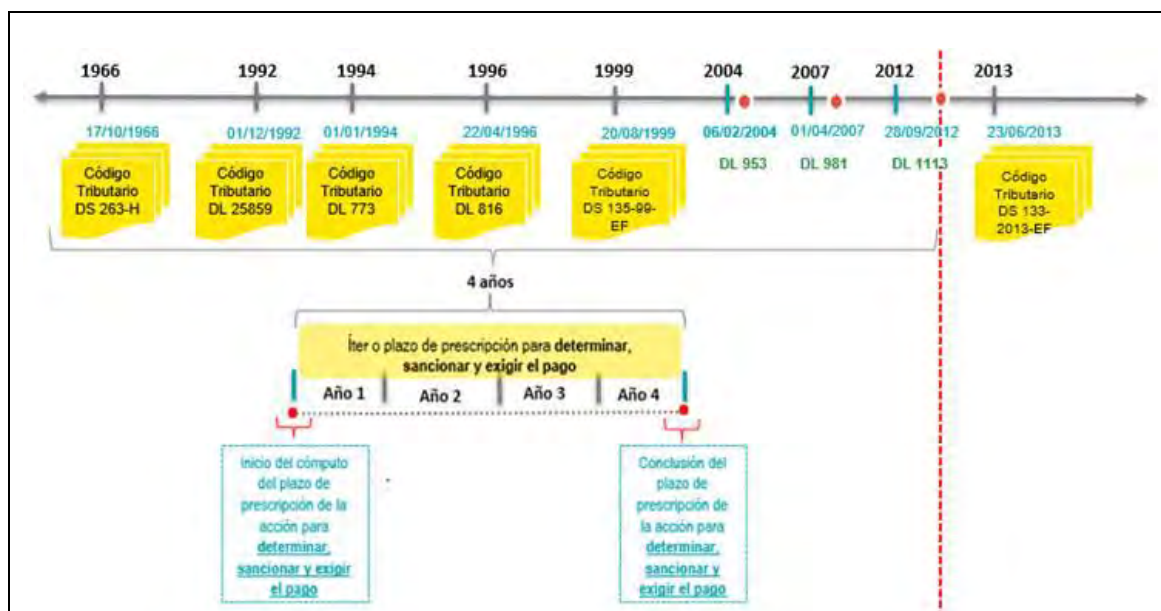 1966
1992
1994
1996
1999
2004
2007
2012
2013
17/10/1966
01/12/1992
01/01/1994
22/04/1996
20/08/1999
06/02/2004
01/04/2007
28/09/2012
23/06/2013
DL 953
DL 981
DL 1113
Código
Tributario
DS 263-H
Código
Tributario
DL 25859
Código
Tributario
DL 773
Código
Tributario
DL 816
Código
Tributario
DS 135-99-
EF
Código
Tributario
DS 133-
2013-EF
4 años
Íter o plazo de prescripción para determinar,
sancionar y exigir el pago
Año 1
Año 2
Año 3
Año 4
Inicio del cómputo
del plazo de
prescripción de la
acción para
determinar,
sancionar y exigir
el pago
Conclusión del
plazo de
prescripción de
la acción para
determinar,
sancionar y
exigir el pago